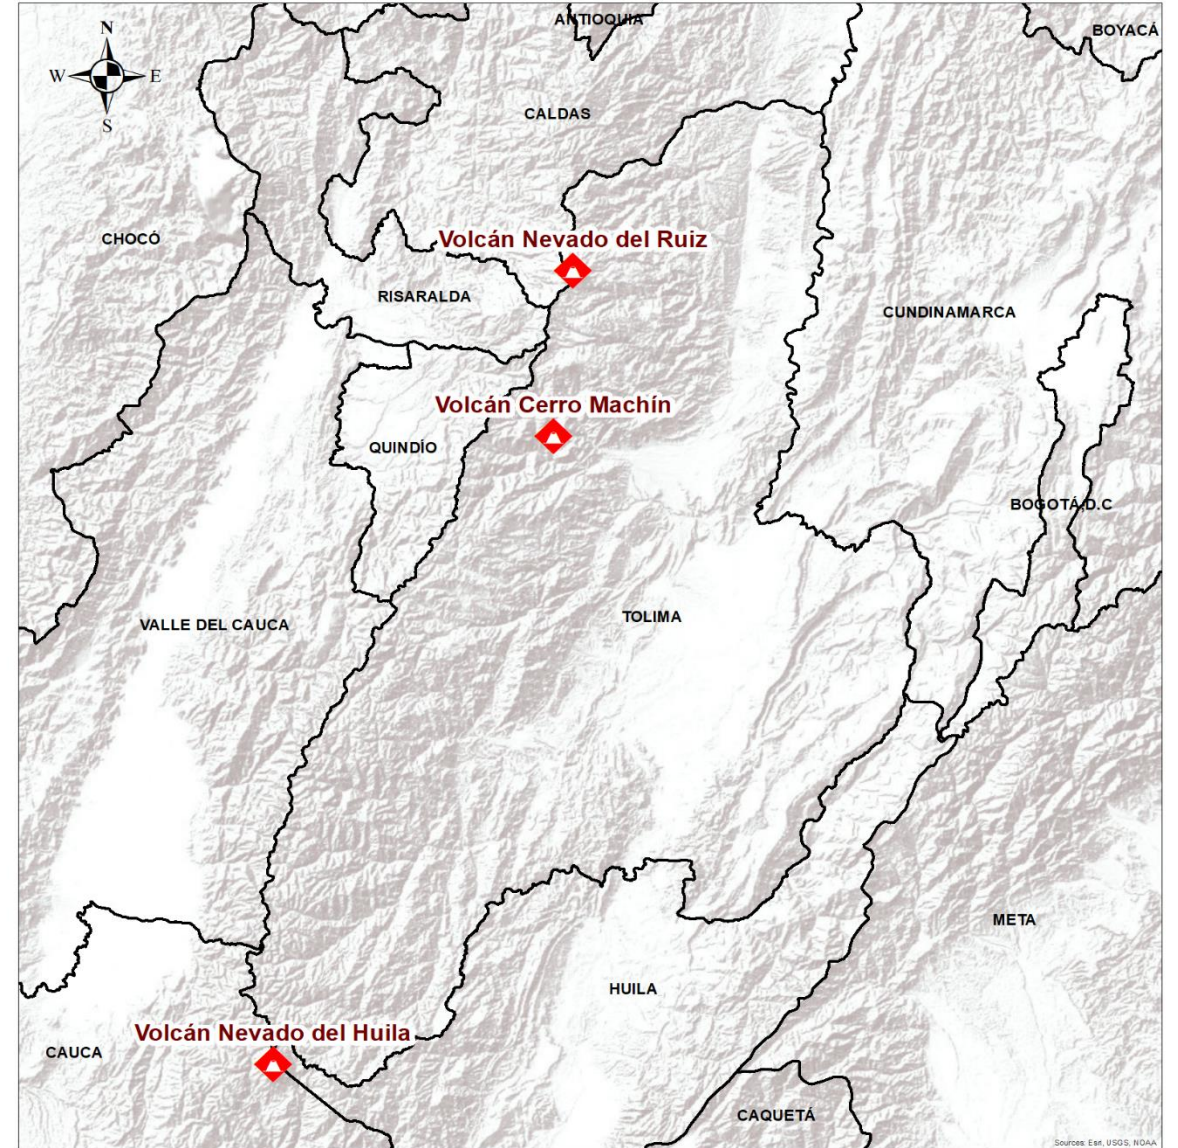 ANTIOQUIA
BOYACÁ
N
W
E
S
CALDAS
CHOCÓ
Volcán Nevado del Ruiz
RISARALDA
CUNDINAMARCA
Volcán Cerro Machín
QUINDÍO
BOGOTÁ,D.C
VALLE DEL CAUCA
TOLIMA
META
HUILA
Volcán Nevado del Huila
CAUCA
CAQUETÁ
Sources: Esri, USGS, NOAA